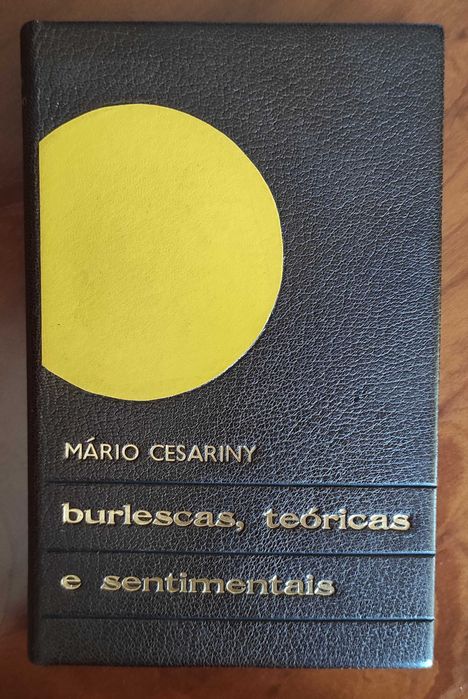 MÁRIO CESARINY
burlescas, teóricas
e sentimentais